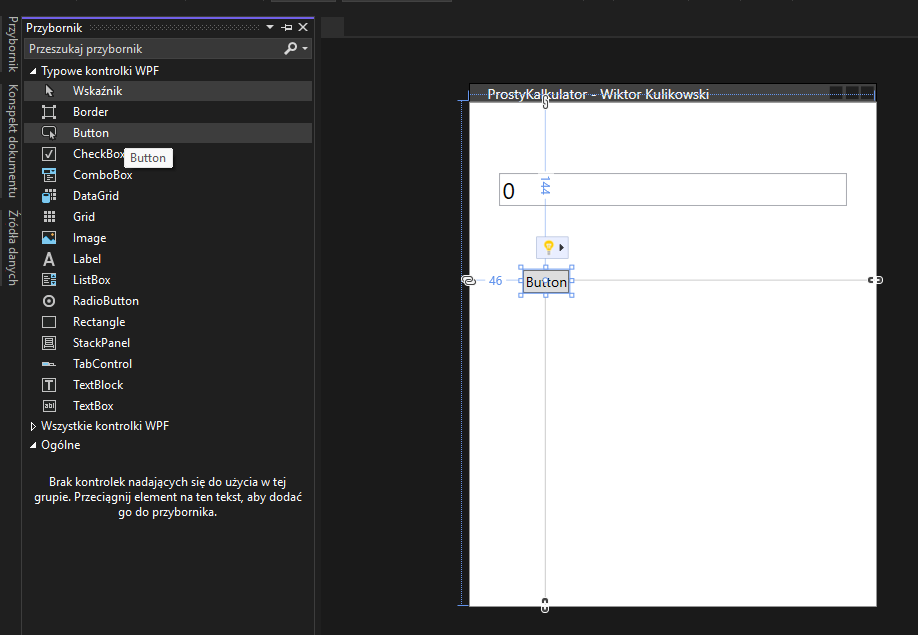 Przybornik
Konspekt dokumentu
Źródła danych
Przybornik
Przeszukaj przybornik
Typowe kontrolki WPF
Wskaźnik
Border
Button
CheckBox
Button
ComboBox
DataGrid
Grid
Image
Label
ListBox
RadioButton
Rectangle
StackPanel
TabControl
TextBlock
TextBox
Wszystkie kontrolki WPF
Ogólne
Brak kontrolek nadających się do użycia w tej
grupie. Przeciągnij element na ten tekst, aby dodać
go do przybornika.
ProstyKalkulator - Wiktor Kulikowski
0
144
46
Button